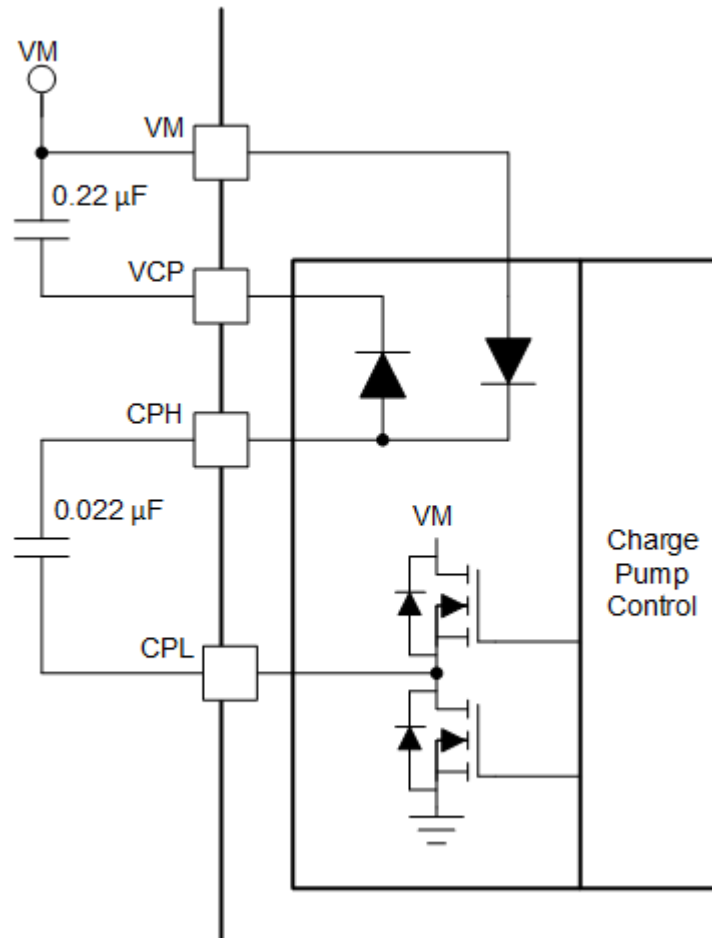 VM
VM
0.22 µF
VCP
CPH
0.022 µF
VM
Charge
Pump
Control
CPL